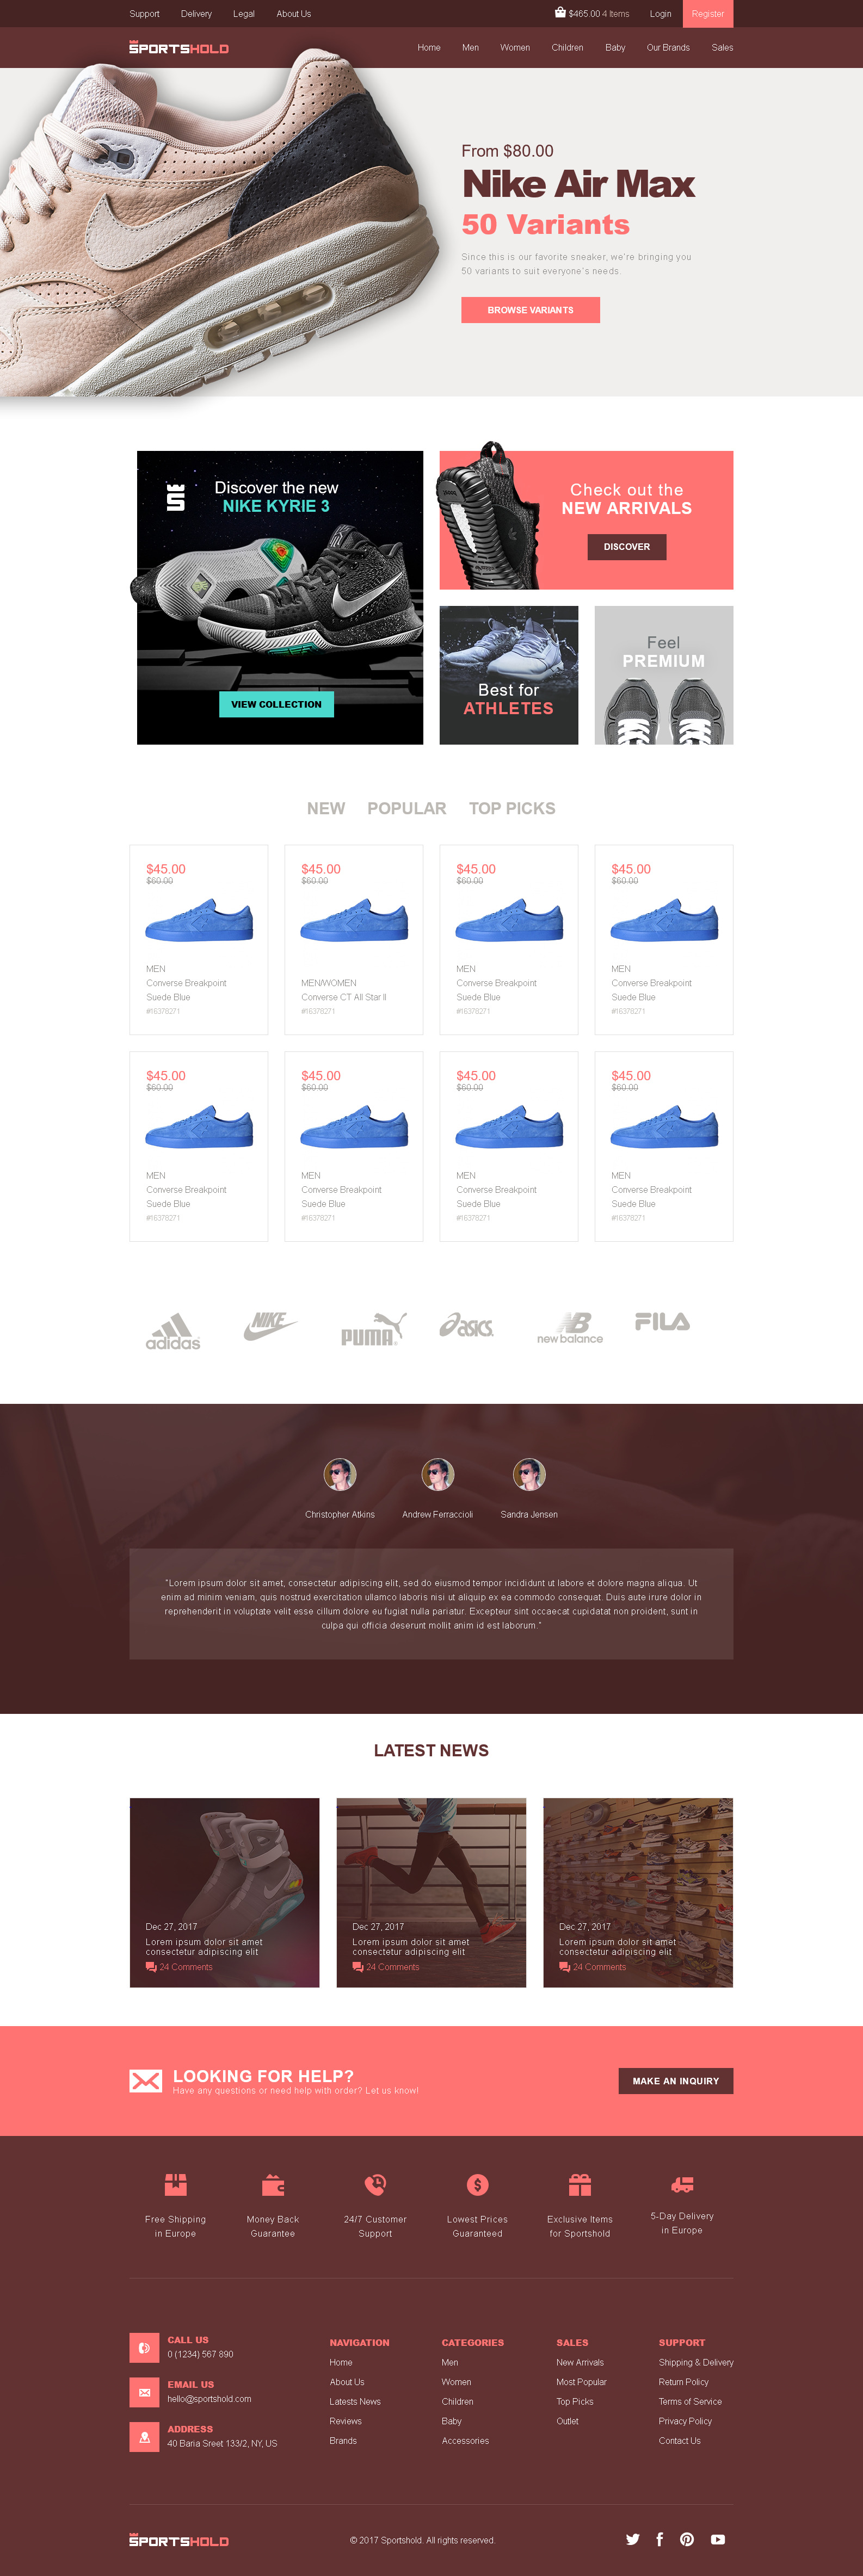 Support Delivery Legal About Us $465.00 4 Items Login Register
SPORTSHOLD Home Men Women Children Baby Our Brands Sales
From $80.00
Nike Air Max
50 Variants
Since this is our favorite sneaker, we're bringing you
50 variants to suit everyone's needs.
BROWSE VARIANTS
Discover the new
NIKE KYRIE 3
VIEW COLLECTION
Check out the
NEW ARRIVALS
DISCOVER
Best for
ATHLETES
Feel
PREMIUM
NEW POPULAR TOP PICKS
$45.00
$60.00
MEN
Converse Breakpoint
Suede Blue
#16378271
$45.00
$60.00
MEN/WOMEN
Converse CT All Star II
#16378271
$45.00
$60.00
MEN
Converse Breakpoint
Suede Blue
#16378271
$45.00
$60.00
MEN
Converse Breakpoint
Suede Blue
#16378271
$45.00
$60.00
MEN
Converse Breakpoint
Suede Blue
#16378271
$45.00
$60.00
MEN
Converse Breakpoint
Suede Blue
#16378271
$45.00
$60.00
MEN
Converse Breakpoint
Suede Blue
#16378271
$45.00
$60.00
MEN
Converse Breakpoint
Suede Blue
#16378271
adidas NIKE PUMA asics new balance FILA
Christopher Atkins Andrew Ferraccioli Sandra Jensen
"Lorem ipsum dolor sit amet, consectetur adipiscing elit, sed do eiusmod tempor incididunt ut labore et dolore magna aliqua. Ut
enim ad minim veniam, quis nostrud exercitation ullamco laboris nisi ut aliquip ex ea commodo consequat. Duis aute irure dolor in
reprehenderit in voluptate velit esse cillum dolore eu fugiat nulla pariatur. Excepteur sint occaecat cupidatat non proident, sunt in
culpa qui officia deserunt mollit anim id est laborum."
LATEST NEWS
Dec 27, 2017
Lorem ipsum dolor sit amet
consectetur adipiscing elit
24 Comments
Dec 27, 2017
Lorem ipsum dolor sit amet
consectetur adipiscing elit
24 Comments
Dec 27, 2017
Lorem ipsum dolor sit amet
consectetur adipiscing elit
24 Comments
LOOKING FOR HELP?
Have any questions or need help with order? Let us know!
MAKE AN INQUIRY
Free Shipping
in Europe
Money Back
Guarantee
24/7 Customer
Support
Lowest Prices
Guaranteed
Exclusive Items
for Sportshold
5-Day Delivery
in Europe
CALL US
0 (1234) 567 890
EMAIL US
hello@sportshold.com
ADDRESS
40 Baria Sreet 133/2, NY, US
NAVIGATION
Home
About Us
Latests News
Reviews
Brands
CATEGORIES
Men
Women
Children
Baby
Accessories
SALES
New Arrivals
Most Popular
Top Picks
Outlet
SUPPORT
Shipping & Delivery
Return Policy
Terms of Service
Privacy Policy
Contact Us
SPORTSHOLD © 2017 Sportshold. All rights reserved.